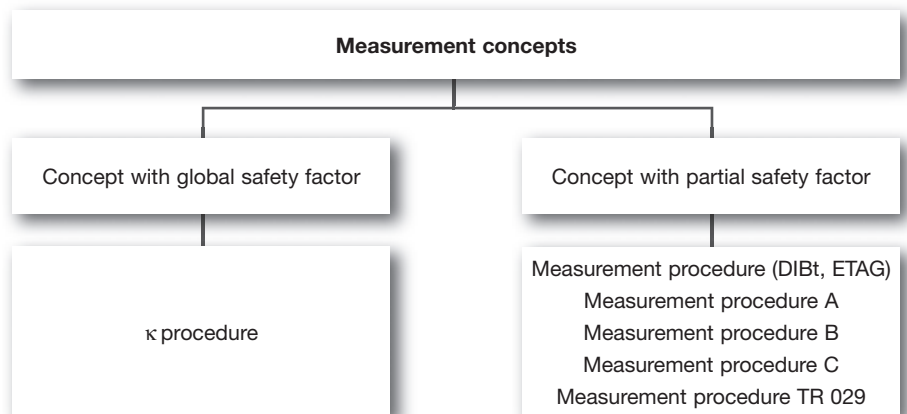 Measurement concepts
Concept with global safety factor
Concept with partial safety factor
κ procedure
Measurement procedure (DIBt, ETAG)
Measurement procedure A
Measurement procedure B
Measurement procedure C
Measurement procedure TR 029